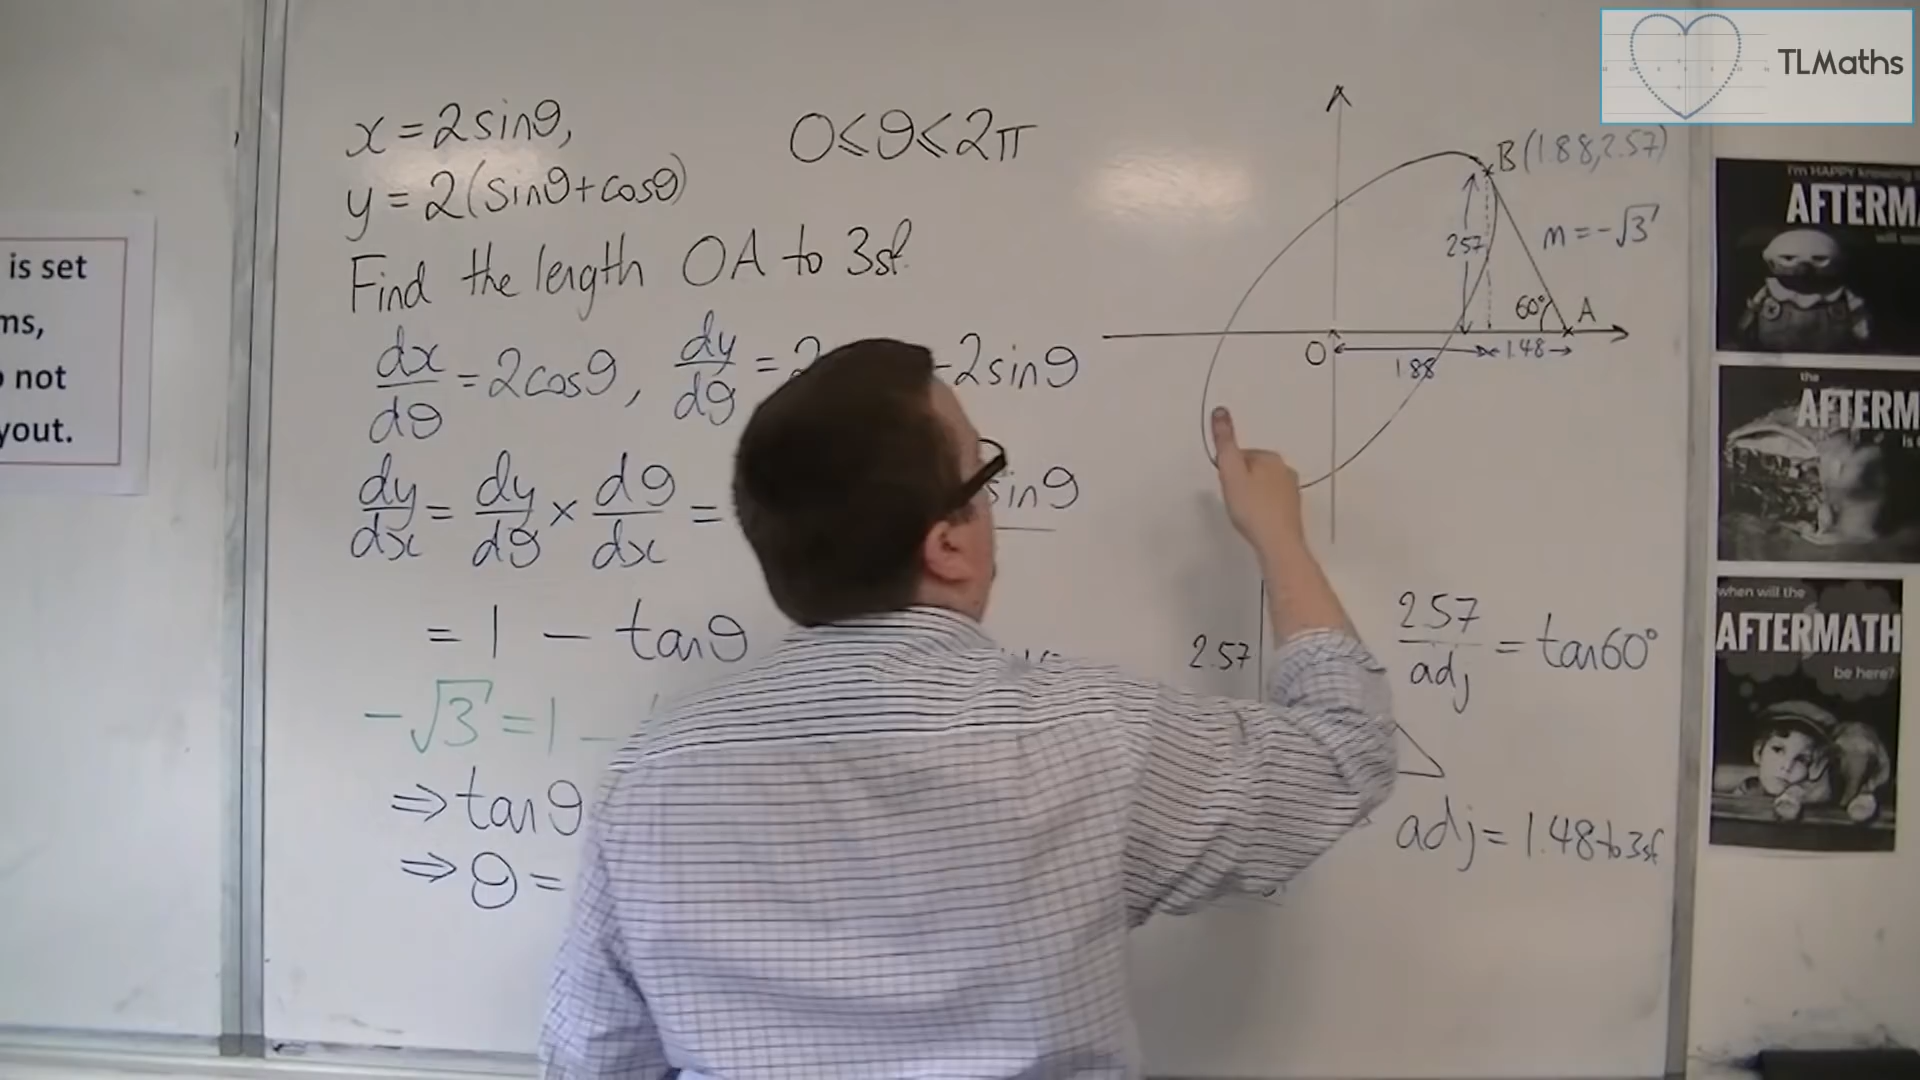 TLMaths
x = 2sinθ,
0 ≤ θ ≤ 2π
y = 2(sinθ + cosθ)
Find the length OA to 3sf.
dx/dθ = 2cosθ, dy/dθ = 2 - 2sinθ
dy/dx = dy/dθ × dθ/dx = sinθ
= 1 - tanθ
-√3 = 1 -
⇒ tanθ
⇒ θ =
B (1.88, 2.57)
m = -√3
2.57
60°
A
O
1.88
1.48
2.57
2.57/adj = tan60°
adj = 1.48 to 3sf
is set
ms,
not
yout.
I'm HAPPY knowing
AFTERM
the
AFTERM
is
when will the
AFTERMATH
be here?